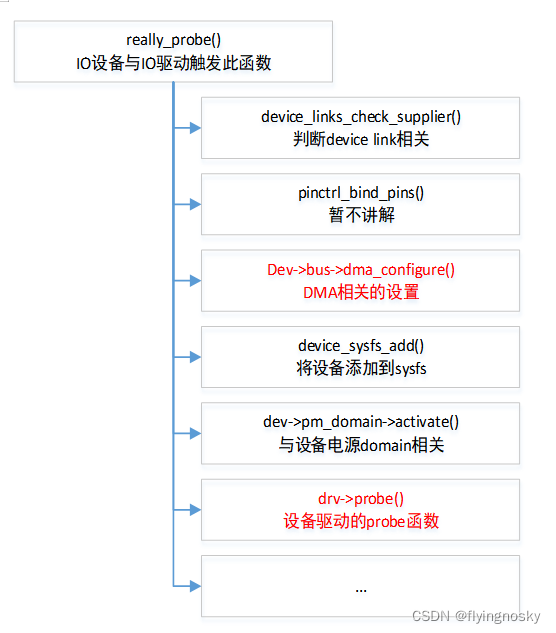 really_probe()
IO设备与IO驱动触发此函数
device_links_check_supplier()
判断device link相关
pinctrl_bind_pins()
暂不讲解
Dev->bus->dma_configure()
DMA相关的设置
device_sysfs_add()
将设备添加到sysfs
dev->pm_domain->activate()
与设备电源domain相关
drv->probe()
设备驱动的probe函数
...
CSDN @flyingnosky